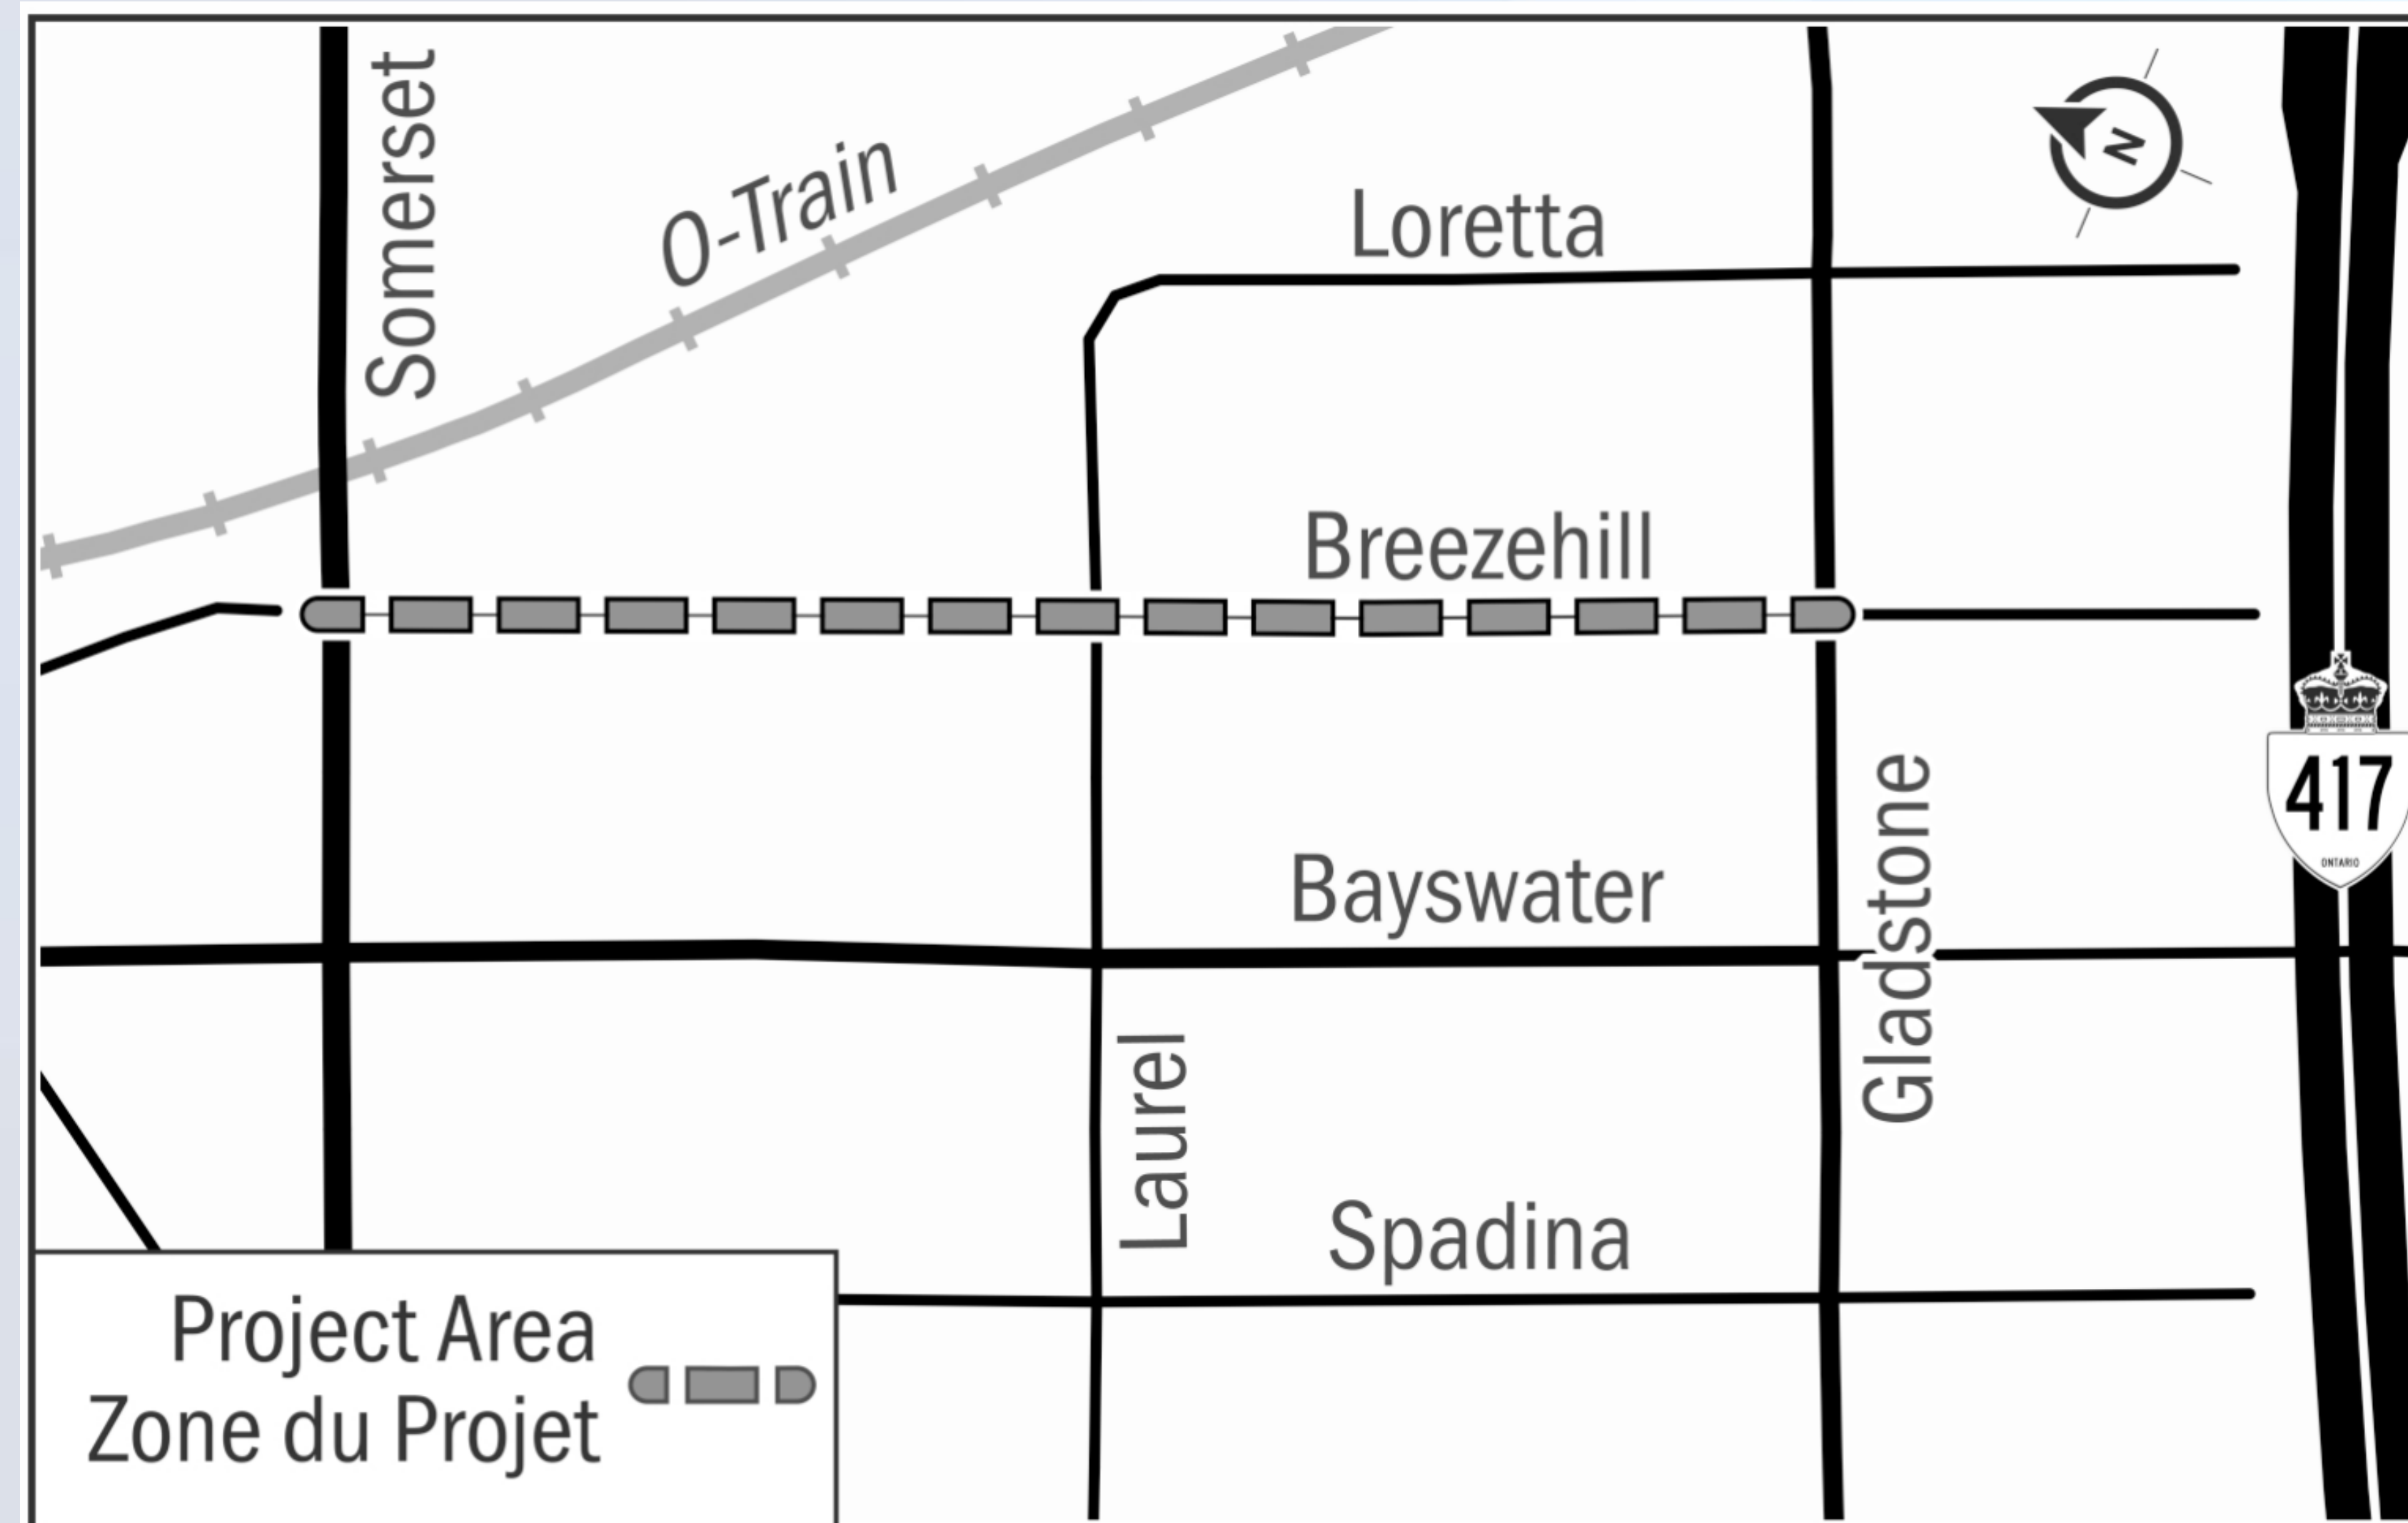 Somerset
O-Train
N
Loretta
Breezehill
417
ONTARIO
Gladstone
Bayswater
Laurel
Spadina
Project Area
Zone du Projet